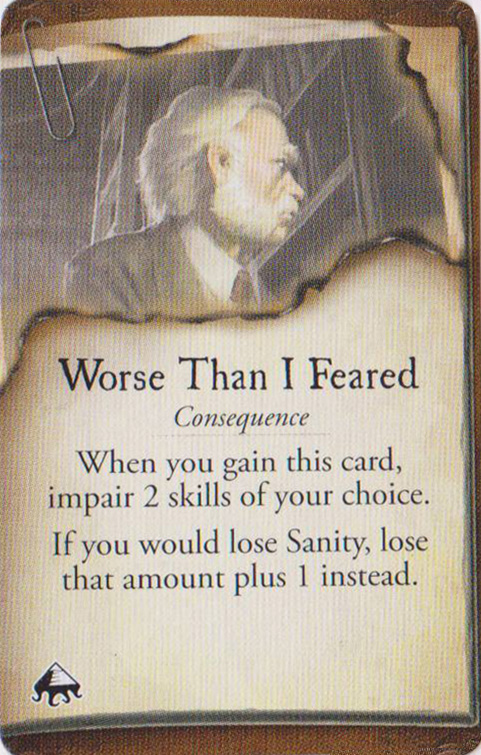 Worse Than I Feared
Consequence
When you gain this card,
impair 2 skills of your choice.
If you would lose Sanity, lose
that amount plus 1 instead.